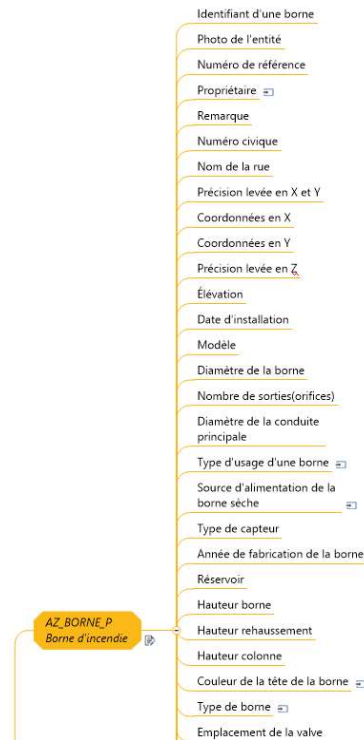 Identifiant d'une borne
Photo de l'entité
Numéro de référence
Propriétaire
Remarque
Numéro civique
Nom de la rue
Précision levée en X et Y
Coordonnées en X
Coordonnées en Y
Précision levée en Z
Élévation
Date d'installation
Modèle
Diamètre de la borne
Nombre de sorties(orifices)
Diamètre de la conduite
principale
Type d'usage d'une borne
Source d'alimentation de la
borne sèche
Type de capteur
Année de fabrication de la borne
Réservoir
Hauteur borne
AZ_BORNE_P
Borne d'incendie
Hauteur rehaussement
Hauteur colonne
Couleur de la tête de la borne
Type de borne
Emplacement de la valve